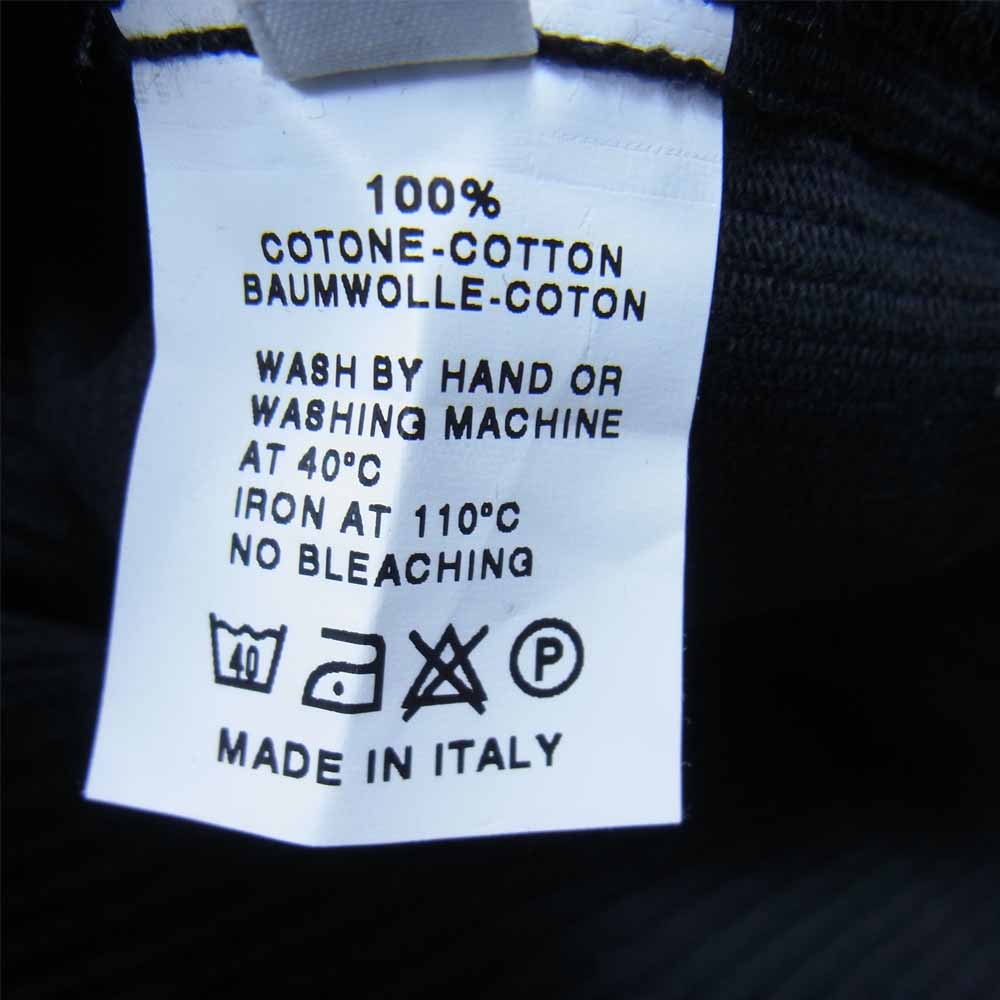 100%
COTONE-COTTON
BAUMWOLLE-COTON
WASH BY HAND OR
WASHING MACHINE
AT 40°C
IRON AT 110°C
NO BLEACHING
40 P
MADE IN ITALY